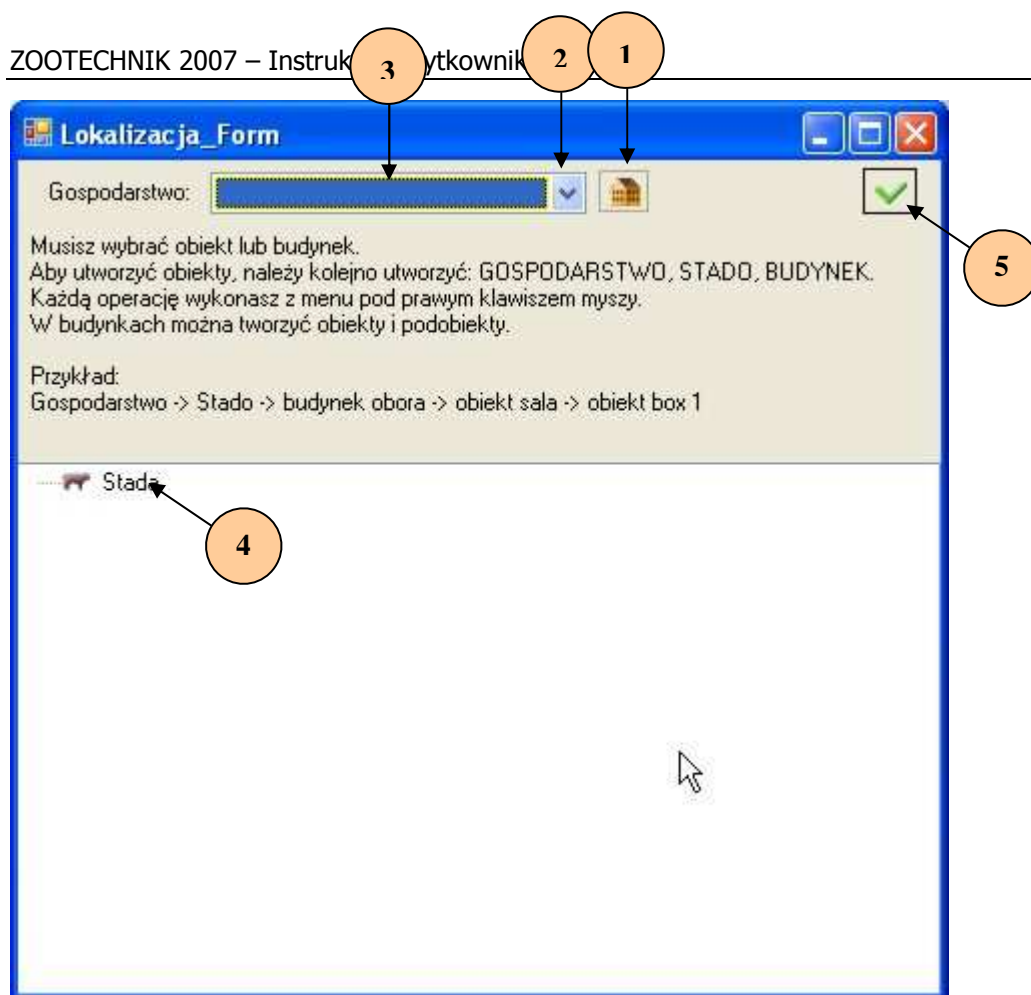 ZOOTECHNIK 2007 – Instruk ytkownik
3
2
1
Lokalizacja_Form
Gospodarstwo:
5
Musisz wybrać obiekt lub budynek.
Aby utworzyć obiekty, należy kolejno utworzyć: GOSPODARSTWO, STADO, BUDYNEK.
Każdą operację wykonasz z menu pod prawym klawiszem myszy.
W budynkach można tworzyć obiekty i podobiekty.
Przykład:
Gospodarstwo -> Stado -> budynek obora -> obiekt sala -> obiekt box 1
Stada
4